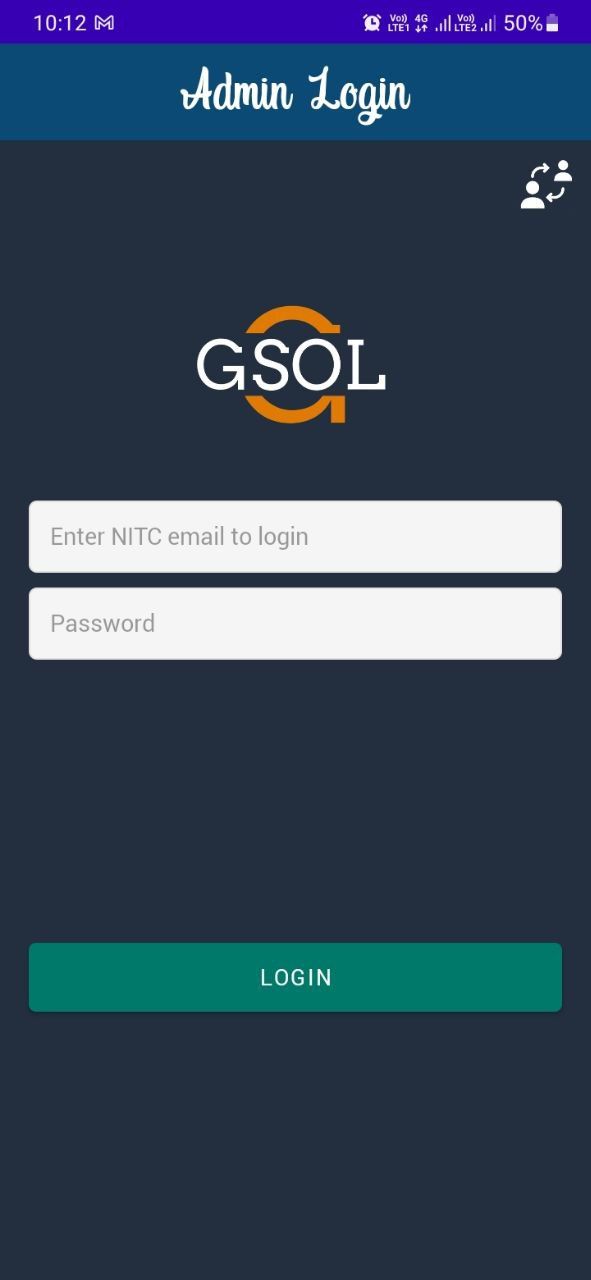 10:12
Vo)) 4G Vo)) 50%
LTE1 LTE2
Admin Login
GSOL
Enter NITC email to login
Password
LOGIN